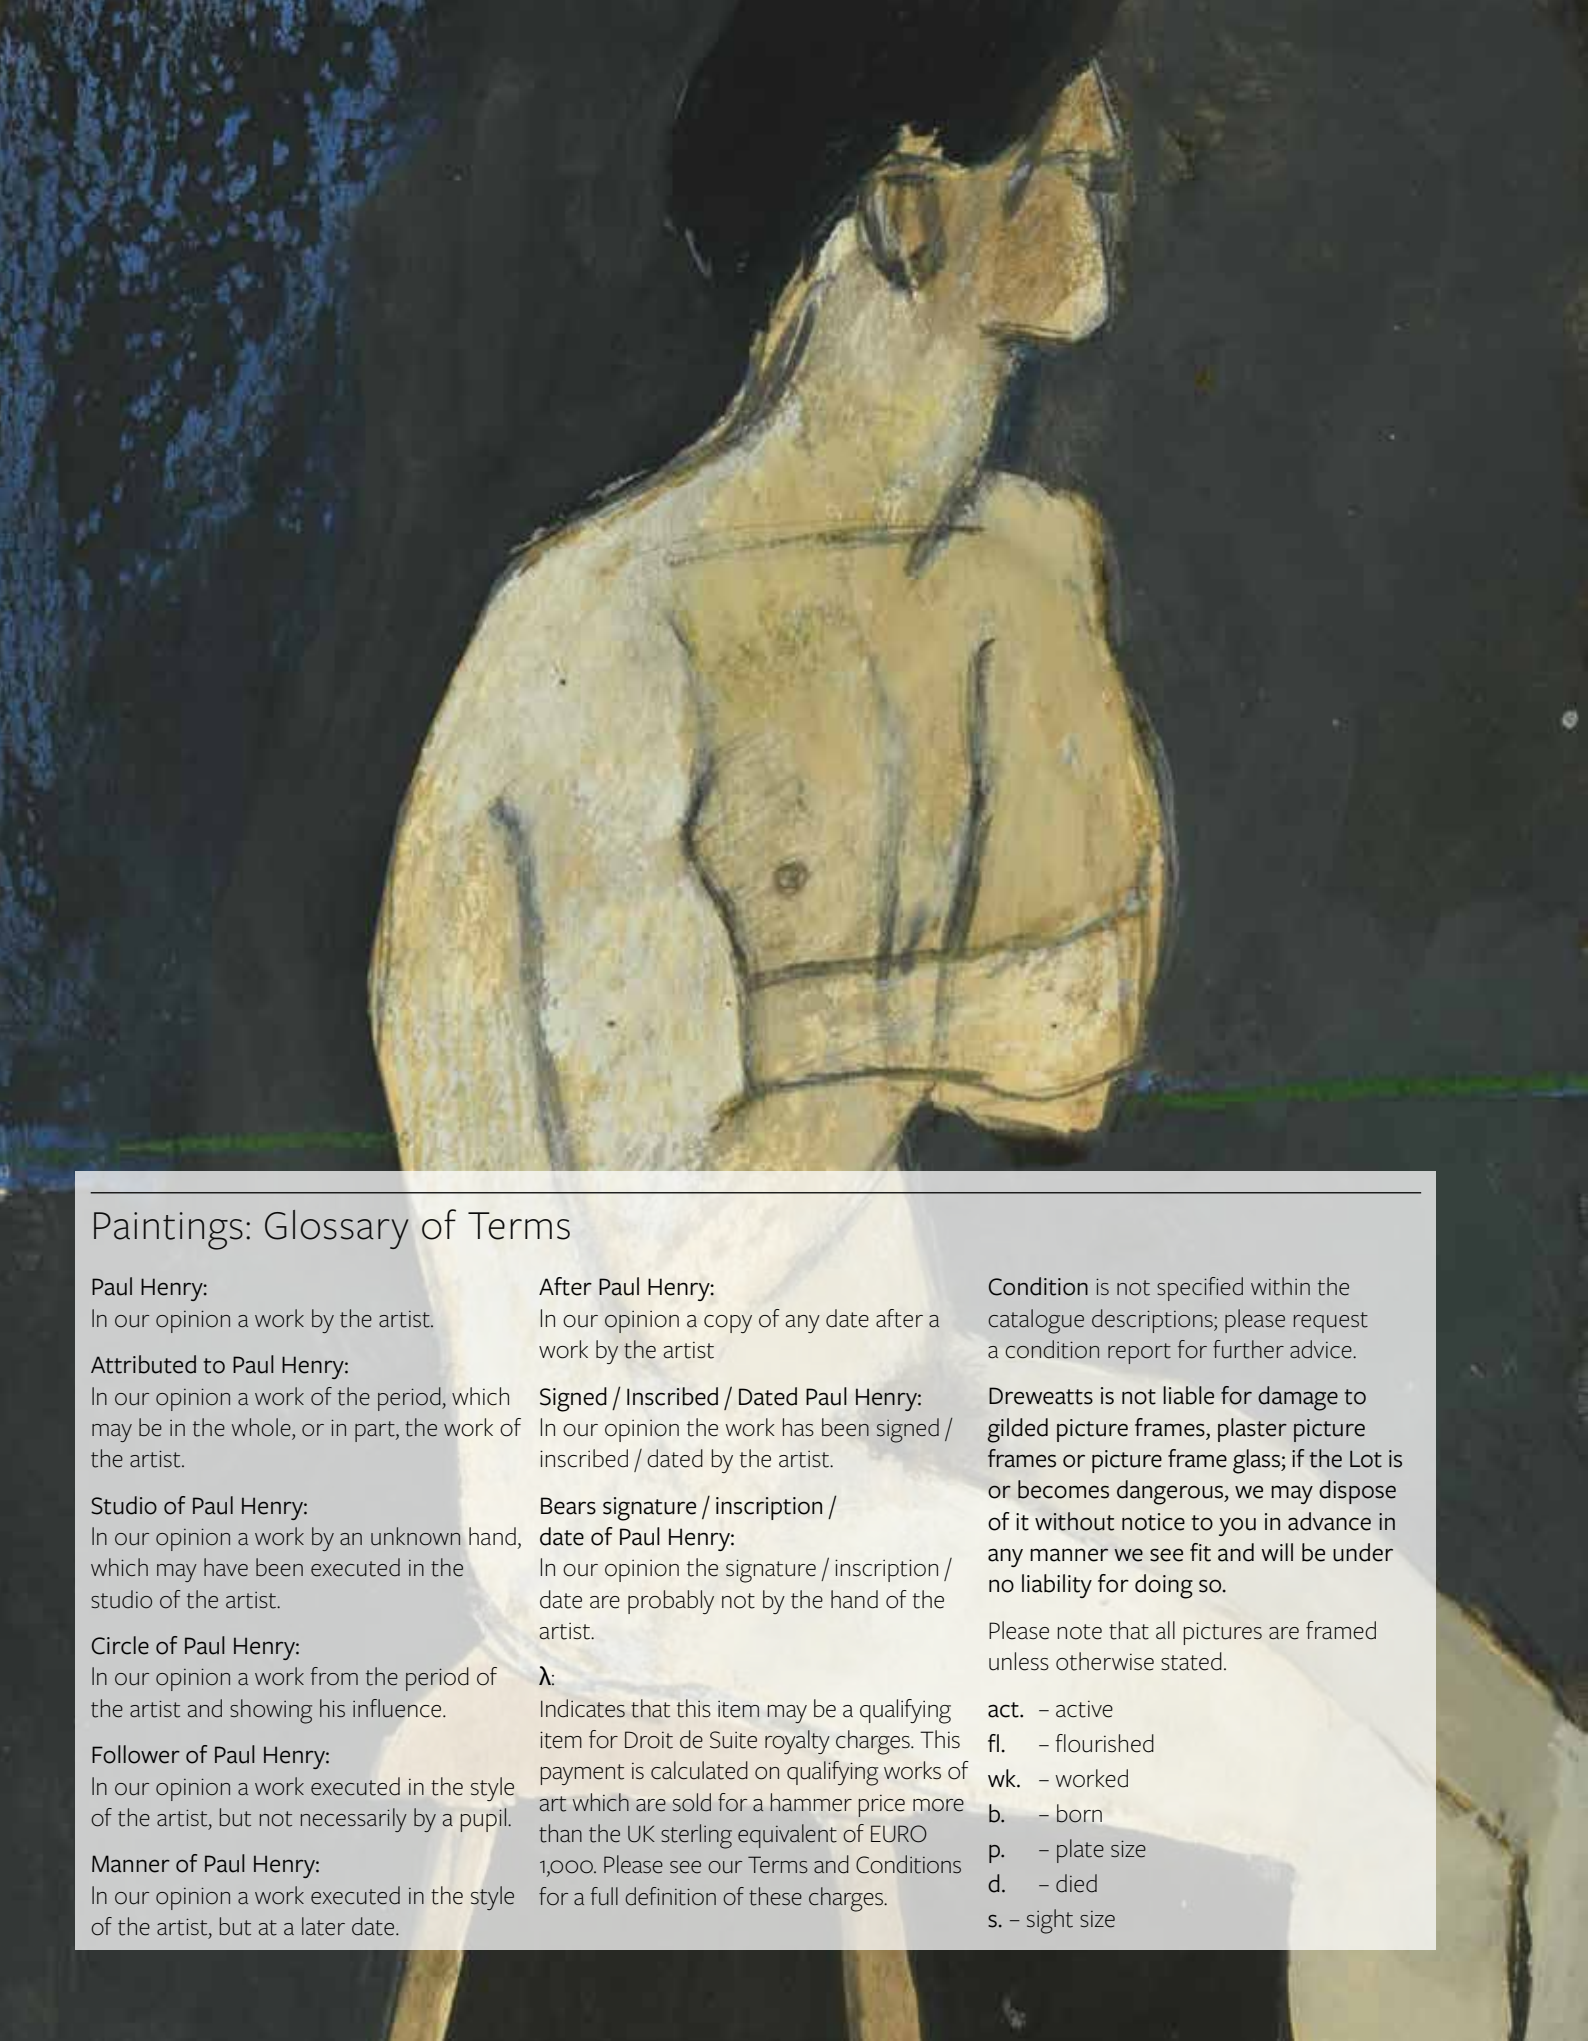 Paintings: Glossary of Terms
Paul Henry:
In our opinion a work by the artist.
Attributed to Paul Henry:
In our opinion a work of the period, which
may be in the whole, or in part, the work of
the artist.
Studio of Paul Henry:
In our opinion a work by an unknown hand,
which may have been executed in the
studio of the artist.
Circle of Paul Henry:
In our opinion a work from the period of
the artist and showing his influence.
Follower of Paul Henry:
In our opinion a work executed in the style
of the artist, but not necessarily by a pupil.
Manner of Paul Henry:
In our opinion a work executed in the style
of the artist, but at a later date.
After Paul Henry:
In our opinion a copy of any date after a
work by the artist
Signed / Inscribed / Dated Paul Henry:
In our opinion the work has been signed /
inscribed / dated by the artist.
Bears signature / inscription /
date of Paul Henry:
In our opinion the signature / inscription /
date are probably not by the hand of the
artist.
λ:
Indicates that this item may be a qualifying
item for Droit de Suite royalty charges. This
payment is calculated on qualifying works of
art which are sold for a hammer price more
than the UK sterling equivalent of EURO
1,000. Please see our Terms and Conditions
for a full definition of these charges.
Condition is not specified within the
catalogue descriptions; please request
a condition report for further advice.
Dreweatts is not liable for damage to
gilded picture frames, plaster picture
frames or picture frame glass; if the Lot is
or becomes dangerous, we may dispose
of it without notice to you in advance in
any manner we see fit and will be under
no liability for doing so.
Please note that all pictures are framed
unless otherwise stated.
act. – active
fl. – flourished
wk. – worked
b. – born
p. – plate size
d. – died
s. – sight size